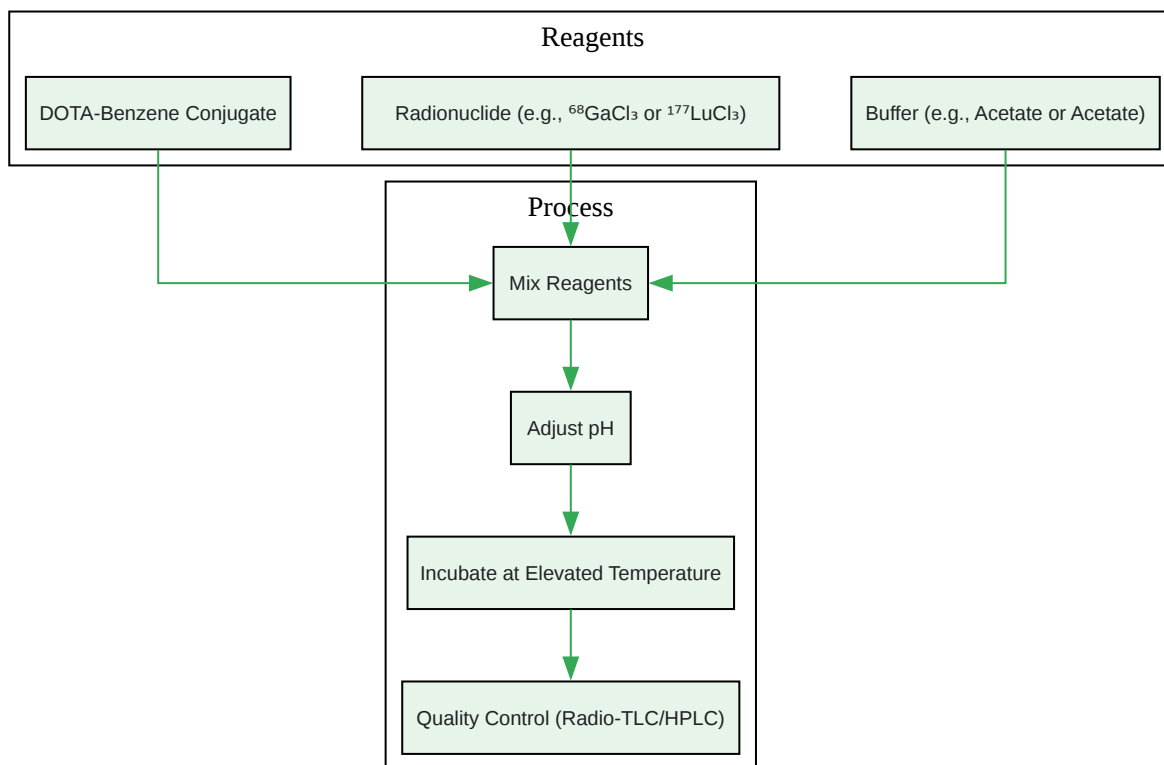 Reagents
DOTA-Benzene Conjugate
Radionuclide (e.g., ⁶⁸GaCl₃ or ¹⁷⁷LuCl₃)
Buffer (e.g., Acetate or Acetate)
Process
Mix Reagents
Adjust pH
Incubate at Elevated Temperature
Quality Control (Radio-TLC/HPLC)